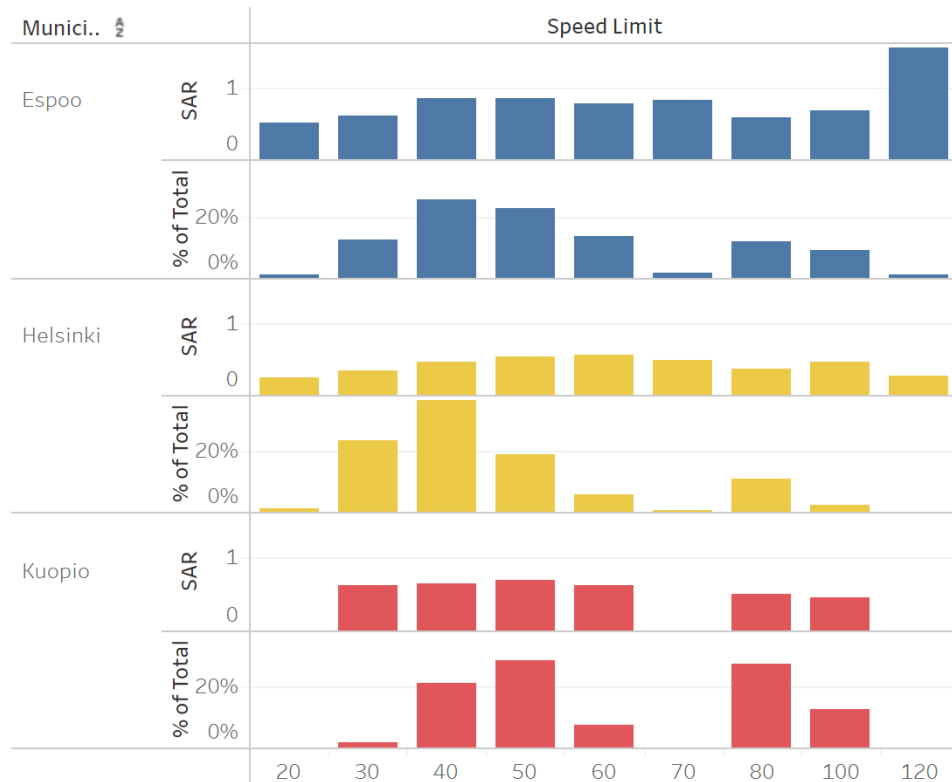 Munici.. A Z Speed Limit
Espoo
SAR
1
0
% of Total
20%
0%
Helsinki
SAR
1
0
% of Total
20%
0%
Kuopio
SAR
1
0
% of Total
20%
0%
20 30 40 50 60 70 80 100 120